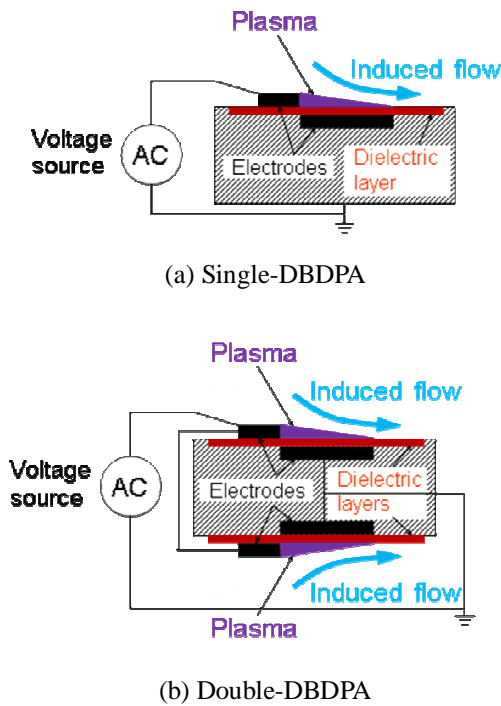 Plasma
Induced flow
Voltage
source
AC
Electrodes
Dielectric
layer
(a) Single-DBDPA
Plasma
Induced flow
Voltage
source
AC
Electrodes
Dielectric
layers
Induced flow
Plasma
(b) Double-DBDPA